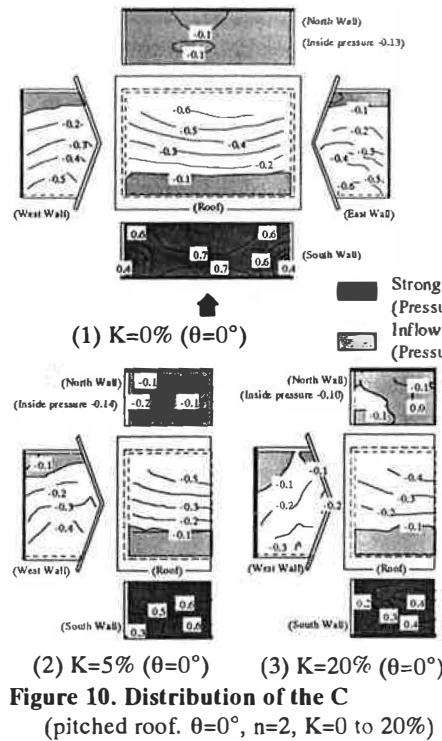 -0.1
(North Wall)
-0.1
(Inside pressure -0.13)
-0.2
-0.3
-0.4
-0.5
(West Wall)
-0.6
-0.5
-0.3
-0.4
-0.2
-0.1
(Roof)
-0.1
-0.2
-0.3
-0.4
-0.6
-0.5
(East Wall)
0.6
0.6
0.7
0.4
0.7
0.6
0.4
(South Wall)
(1) K=0% (θ=0°)
Strong
Inflow
(North Wall)
(Inside pressure -0.14)
-0.1
-0.2
-0.1
-0.1
-0.2
-0.3
-0.4
(West Wall)
-0.5
-0.4
-0.3
-0.2
-0.1
(Roof)
(South Wall)
0.5
0.6
0.3
0.6
(2) K=5% (θ=0°)
(North Wall)
(Inside pressure -0.10)
-0.1
0.0
-0.1
-0.1
-0.1
-0.2
-0.2
-0.3
(West Wall)
-0.4
-0.3
-0.2
-0.1
(Roof)
(South Wall)
0.2
0.4
0.3
0.4
(3) K=20% (θ=0°)
Figure 10. Distribution of the C
(pitched roof. θ=0°, n=2, K=0 to 20%)